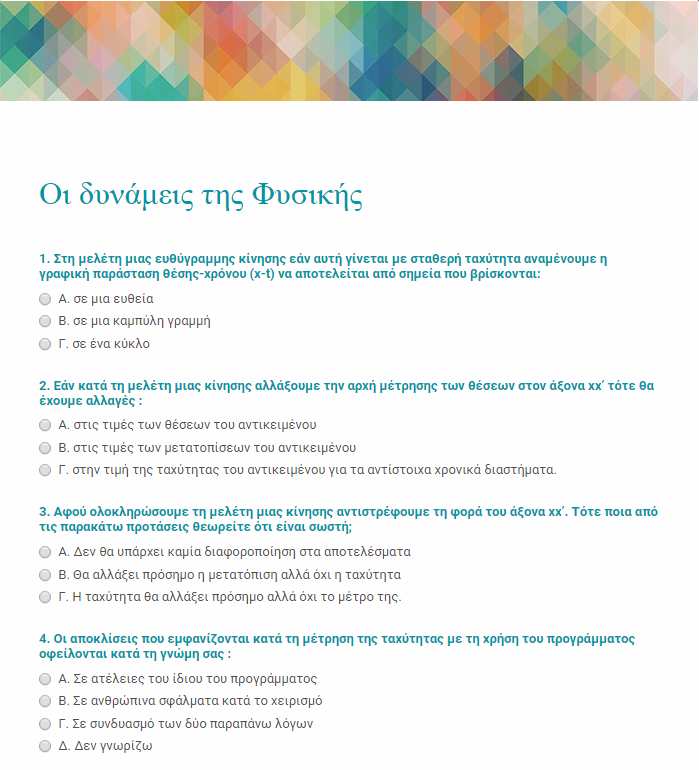 Οι δυνάμεις της Φυσικής
1. Στη μελέτη μιας ευθύγραμμης κίνησης εάν αυτή γίνεται με σταθερή ταχύτητα αναμένουμε η
γραφική παράσταση θέσης-χρόνου (x-t) να αποτελείται από σημεία που βρίσκονται:
Α. σε μια ευθεία
Β. σε μια καμπύλη γραμμή
Γ. σε ένα κύκλο
2. Εάν κατά τη μελέτη μιας κίνησης αλλάξουμε την αρχή μέτρησης των θέσεων στον άξονα xx’ τότε θα
έχουμε αλλαγές :
Α. στις τιμές των θέσεων του αντικειμένου
Β. στις τιμές των μετατοπίσεων του αντικειμένου
Γ. στην τιμή της ταχύτητας του αντικειμένου για τα αντίστοιχα χρονικά διαστήματα.
3. Αφού ολοκληρώσουμε τη μελέτη μιας κίνησης αντιστρέφουμε τη φορά του άξονα xx’. Τότε ποια από
τις παρακάτω προτάσεις θεωρείτε ότι είναι σωστή;
Α. Δεν θα υπάρχει καμία διαφοροποίηση στα αποτελέσματα
Β. Θα αλλάξει πρόσημο η μετατόπιση αλλά όχι η ταχύτητα
Γ. Η ταχύτητα θα αλλάξει πρόσημο αλλά όχι το μέτρο της.
4. Οι αποκλίσεις που εμφανίζονται κατά τη μέτρηση της ταχύτητας με τη χρήση του προγράμματος
οφείλονται κατά τη γνώμη σας :
Α. Σε ατέλειες του ίδιου του προγράμματος
Β. Σε ανθρώπινα σφάλματα κατά το χειρισμό
Γ. Σε συνδυασμό των δύο παραπάνω λόγων
Δ. Δεν γνωρίζω